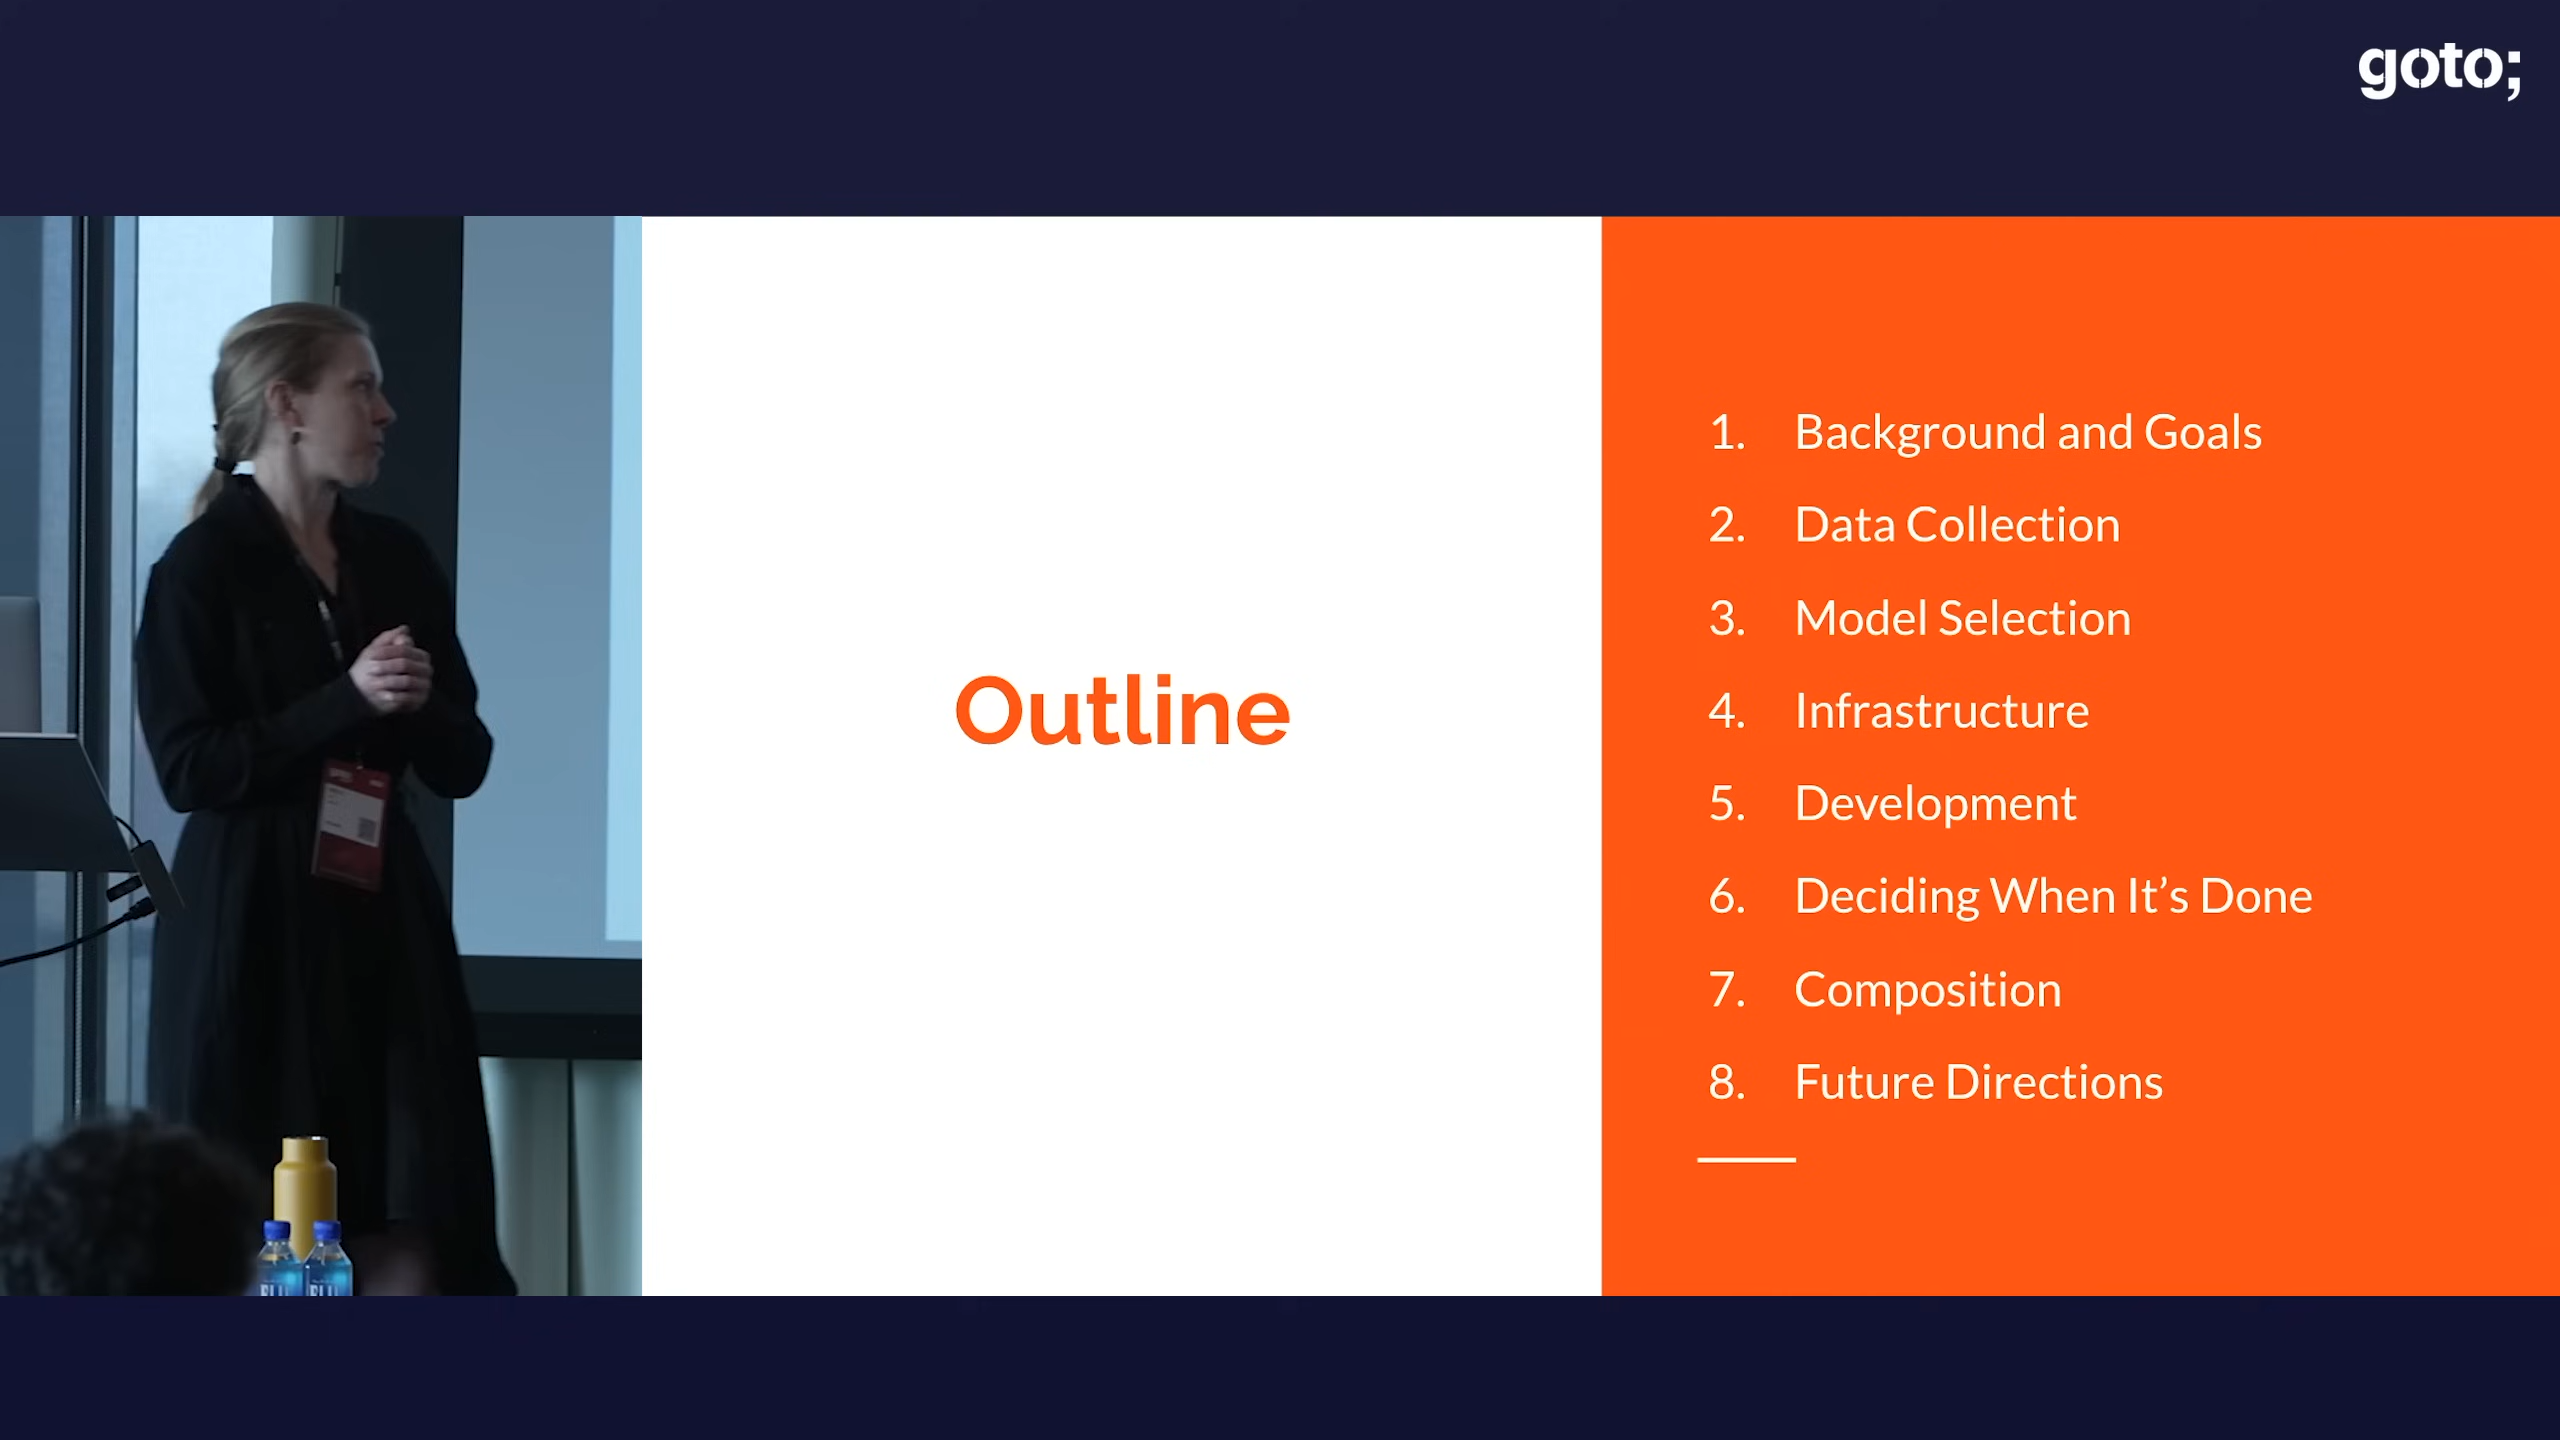 goto;
Outline
1. Background and Goals
2. Data Collection
3. Model Selection
4. Infrastructure
5. Development
6. Deciding When It’s Done
7. Composition
8. Future Directions